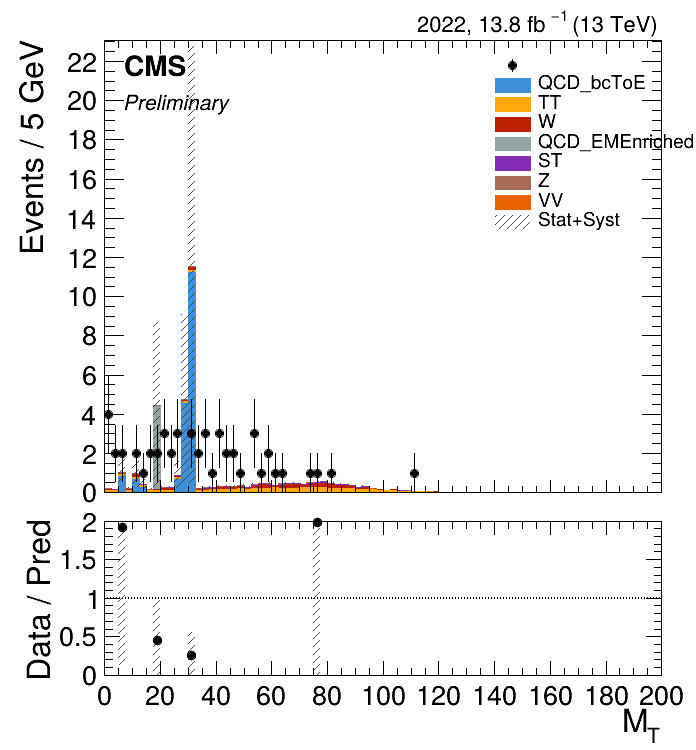 2022, 13.8 fb⁻¹ (13 TeV)
CMS
Preliminary
Events / 5 GeV
22
20
18
16
14
12
10
8
6
4
2
0
QCD_bcToE
TT
W
QCD_EMEnriched
ST
Z
VV
Stat+Syst
Data / Pred
2
1.5
1
0.5
0
0 20 40 60 80 100 120 140 160 180 200
M_T